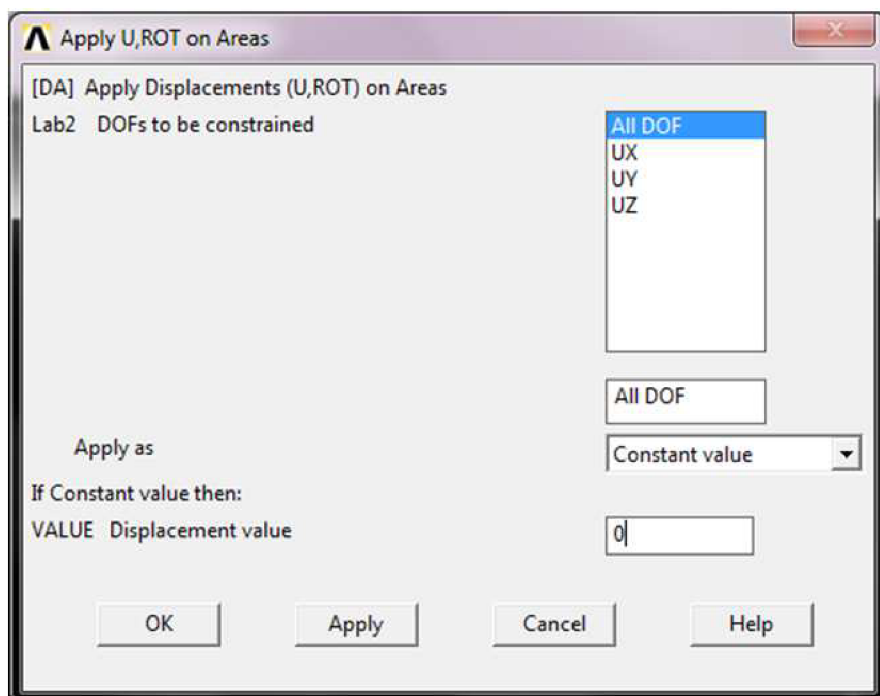 Apply U,ROT on Areas
[DA] Apply Displacements (U,ROT) on Areas
Lab2 DOFs to be constrained
All DOF
UX
UY
UZ
All DOF
Apply as
Constant value
If Constant value then:
VALUE Displacement value
0
OK Apply Cancel Help